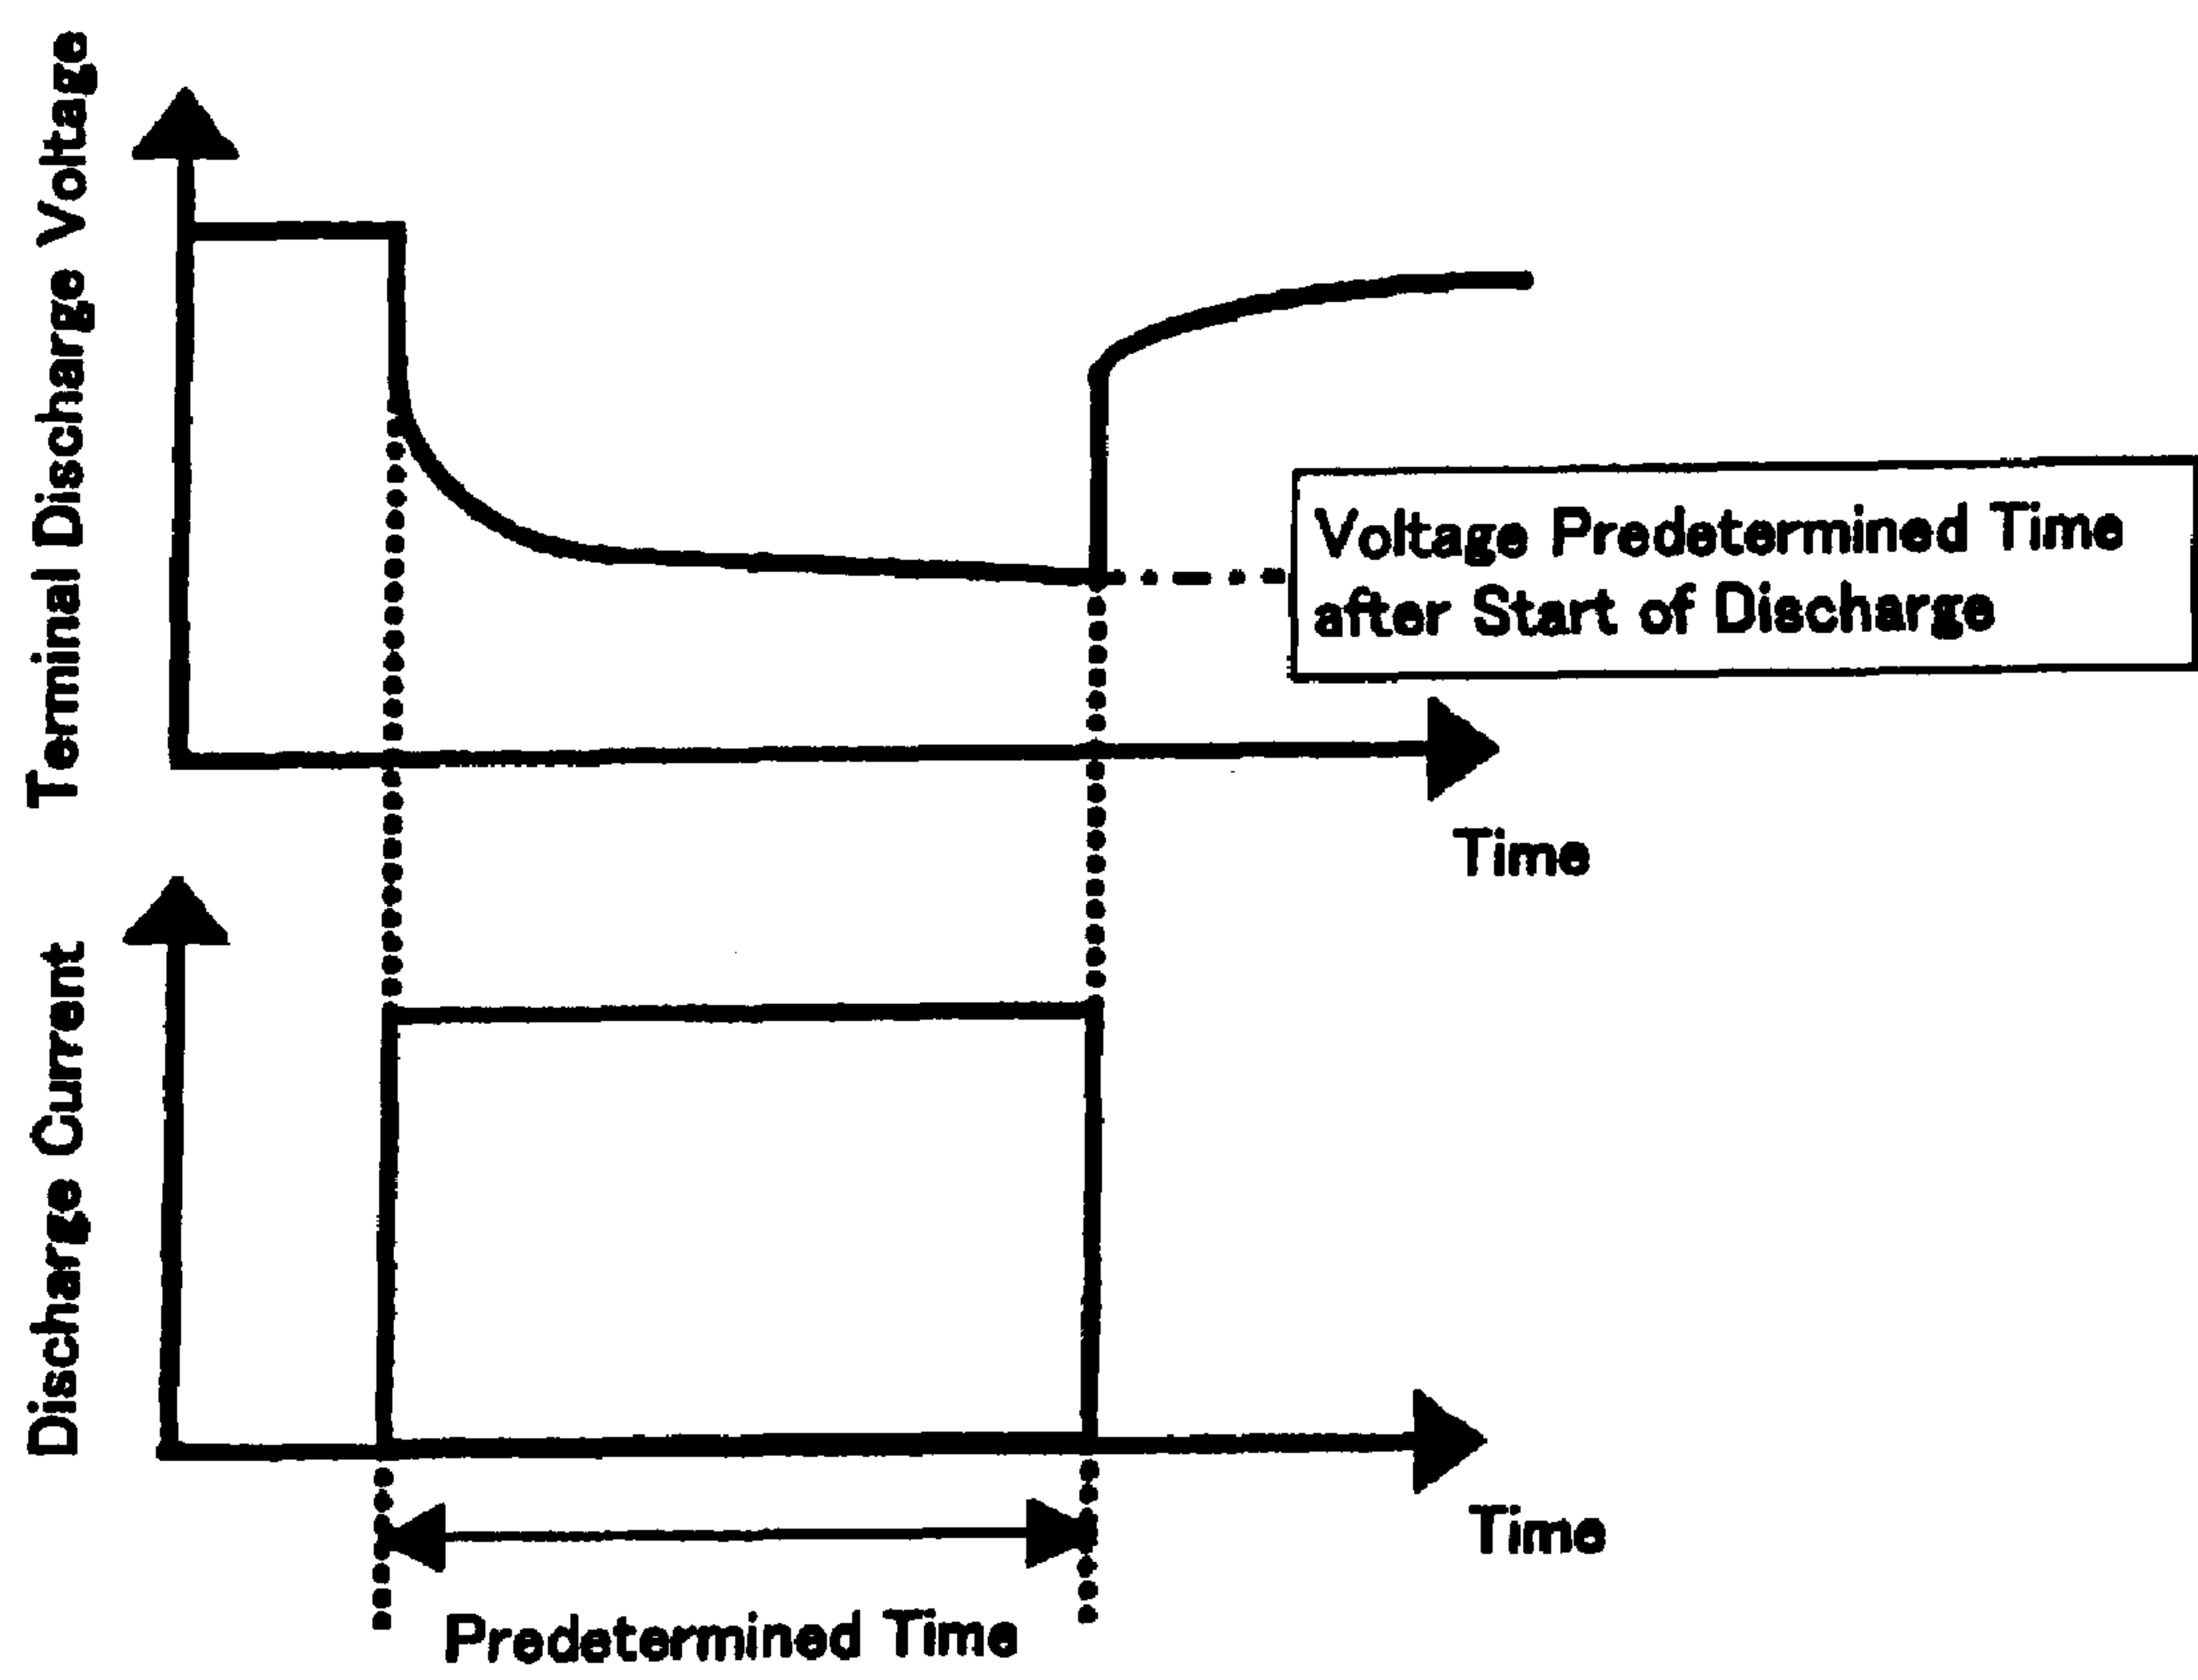 Terminal Discharge Voltage
Voltage Predetermined Time
after Start of Discharge
Time
Discharge Current
Time
Predetermined Time